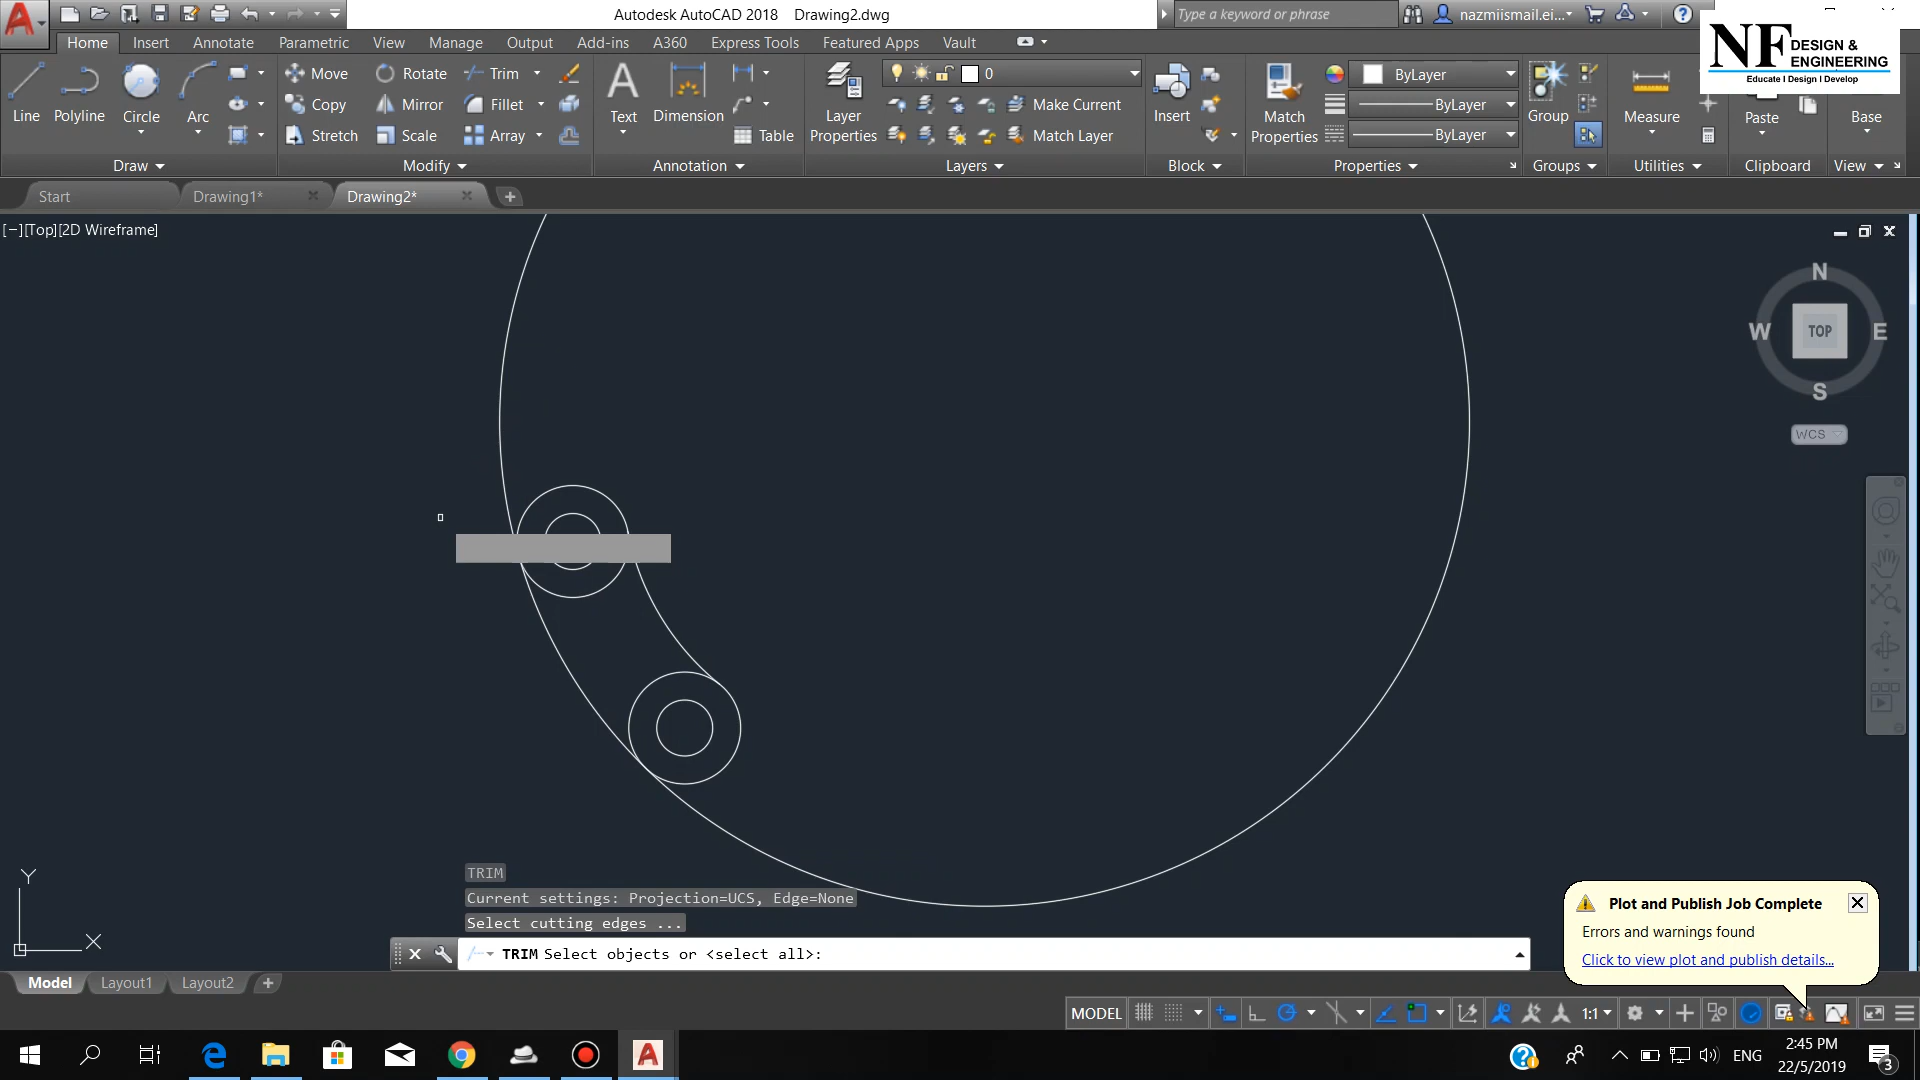 Autodesk AutoCAD 2018 Drawing2.dwg
Type a keyword or phrase
nazmiismail.ei...
NF DESIGN &
ENGINEERING
Educate I Design I Develop
Home Insert Annotate Parametric View Manage Output Add-ins A360 Express Tools Featured Apps Vault
Line Polyline Circle Arc
Move Rotate Trim
Copy Mirror Fillet
Stretch Scale Array
Text Dimension Table
Layer Properties
0
Make Current
Match Layer
Insert
Match Properties
ByLayer
ByLayer
ByLayer
Group
Measure
Paste
Base
Draw Modify Annotation Layers Block Properties Groups Utilities Clipboard View
Start Drawing1* Drawing2*
[−][Top][2D Wireframe]
N
W TOP E
S
WCS
Y
X
TRIM
Current settings: Projection=UCS, Edge=None
Select cutting edges ...
TRIM Select objects or <select all>:
Plot and Publish Job Complete
Errors and warnings found
Click to view plot and publish details...
Model Layout1 Layout2
MODEL 1:1
ENG
2:45 PM
22/5/2019
3